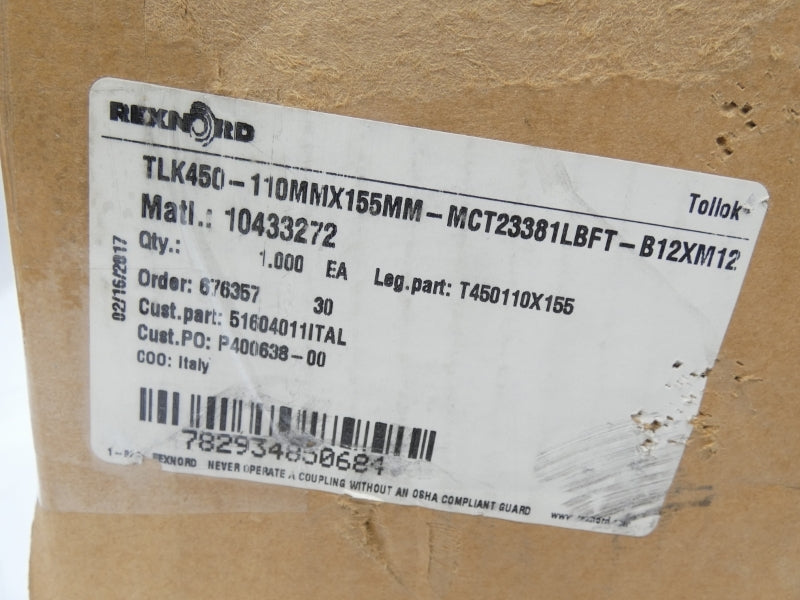 REXNORD
Tollok
TLK450-110MMX155MM-MCT23381LBFT-B12XM12
Matl.: 10433272
Qty.: 1.000 EA Leg.part: T450110X155
Order: 676357 30
Cust.part: 51604011ITAL
Cust.PO: P400638-00
COO: Italy
02/16/2017
782934850684
REXNORD NEVER OPERATE A COUPLING WITHOUT AN OSHA COMPLIANT GUARD